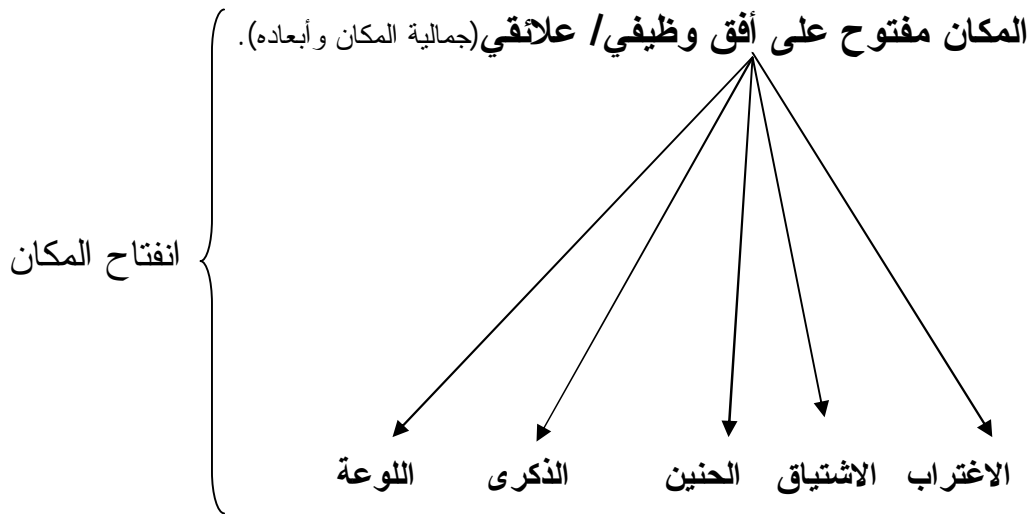 المكان مفتوح على أفق وظيفي/ علائقي(جمالية المكان وأبعاده).
انفتاح المكان
الاغتراب الاشتياق الحنين الذكرى اللوعة